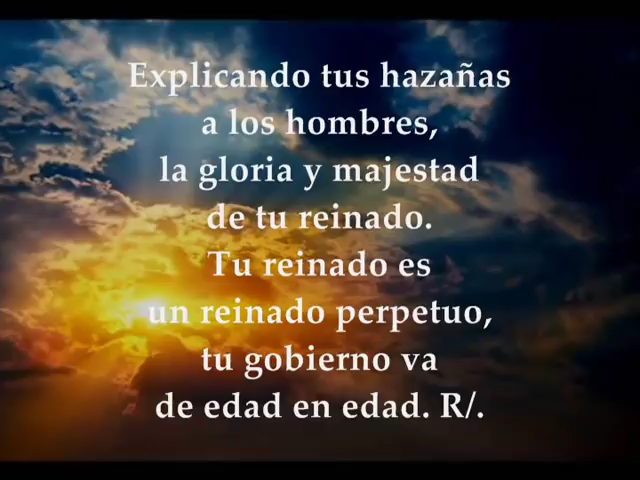 Explicando tus hazañas
a los hombres,
la gloria y majestad
de tu reinado.
Tu reinado es
un reinado perpetuo,
tu gobierno va
de edad en edad. R/.